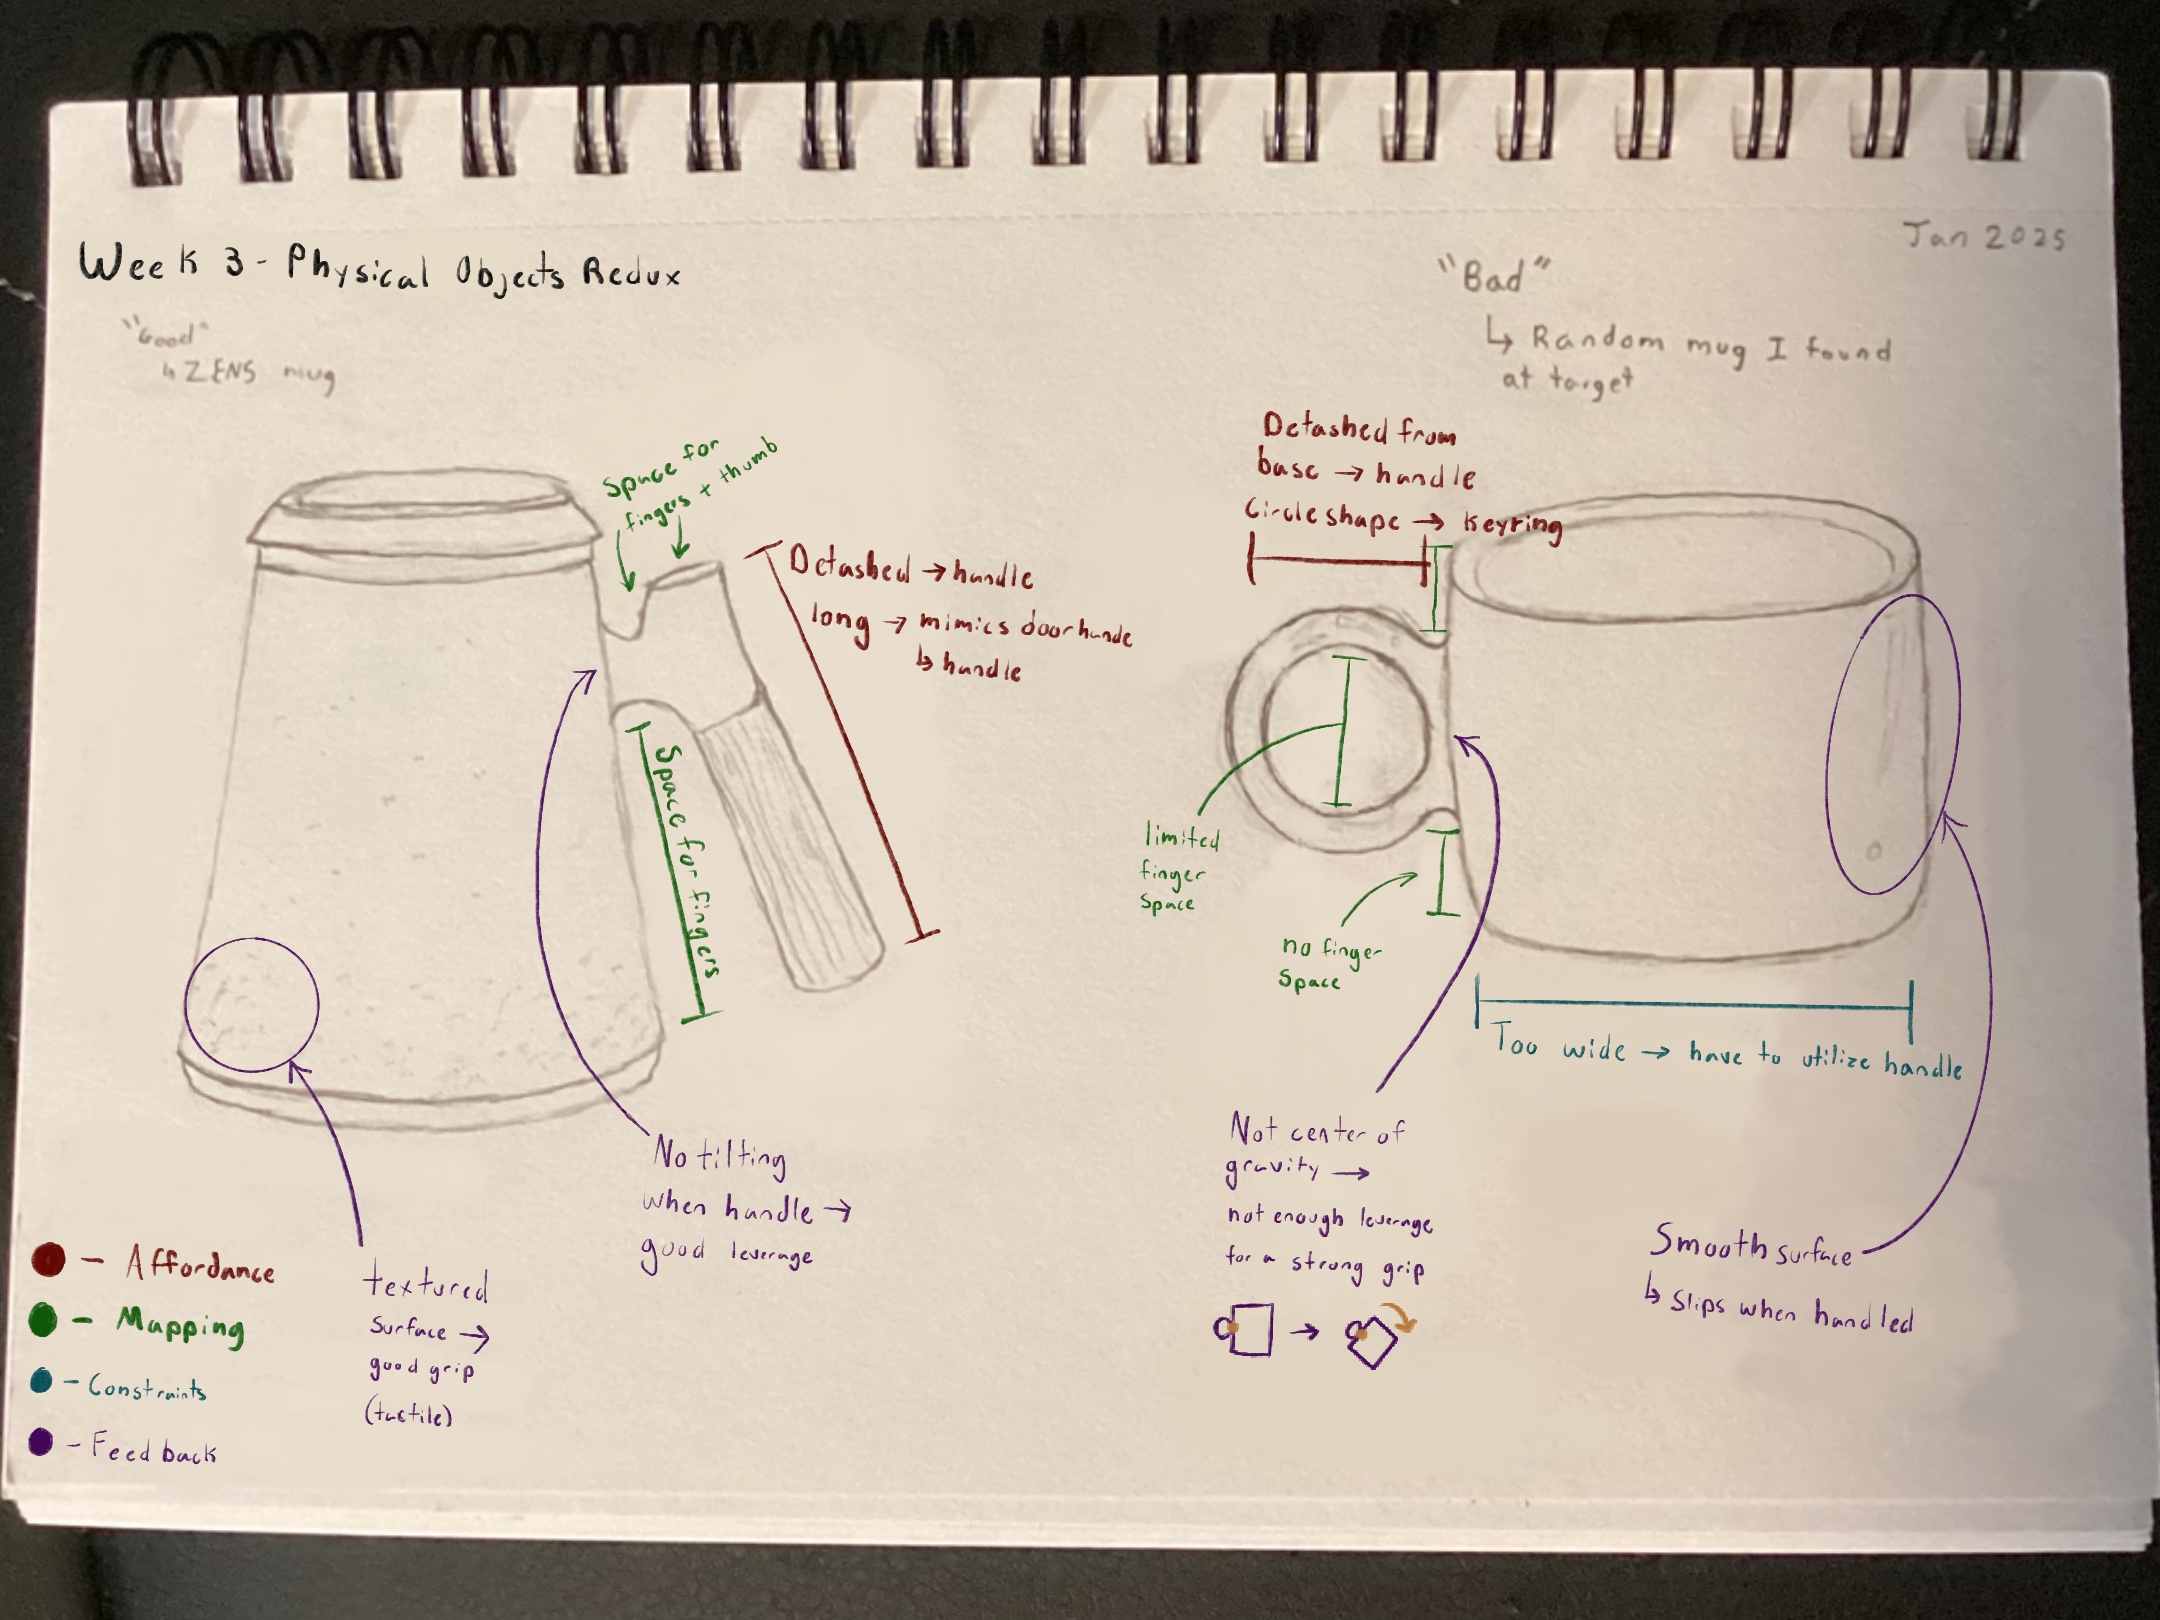 Week 3 - Physical Objects Redux
Jan 2025
"Good"
↳ ZENS mug
Space for
fingers + thumb
Detashed → handle
long → mimics doorhande
↳ handle
Space for fingers
No tilting
when handle →
good leverage
textured
surface →
good grip
(tactile)
- Affordance
- Mapping
- Constraints
- Feedback
"Bad"
↳ Random mug I found
at target
Detashed from
base → handle
Circle shape → keyring
limited
finger
space
no finger
space
Too wide → have to utilize handle
Not center of
gravity →
not enough leverage
for a strong grip
Smooth surface
↳ slips when handled